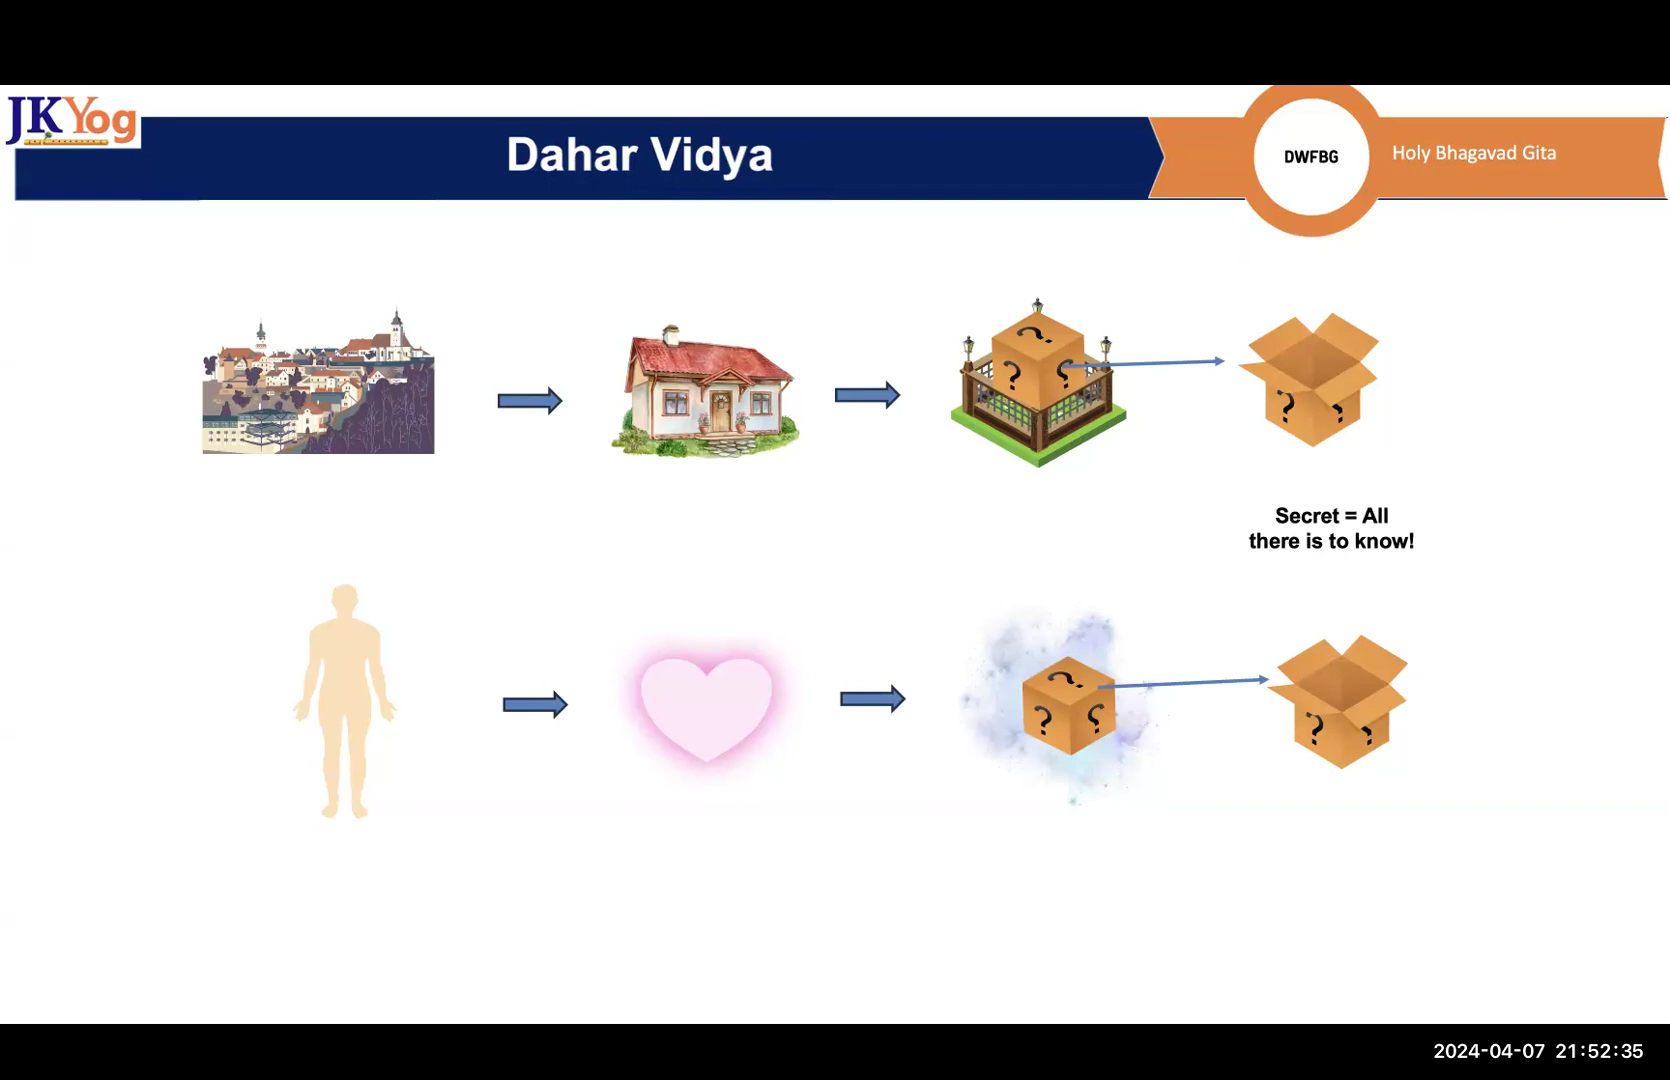 JKYog
Dahar Vidya
DWFBG
Holy Bhagavad Gita
? ? ?
? ?
Secret = All
there is to know!
? ? ?
? ?
2024-04-07 21:52:35